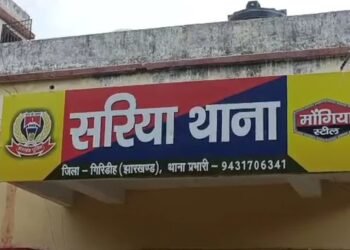 सरिया थाना
जिला – गिरिडीह (झारखण्ड), थाना प्रभारी – 9431706341
मोंगिया
स्टील